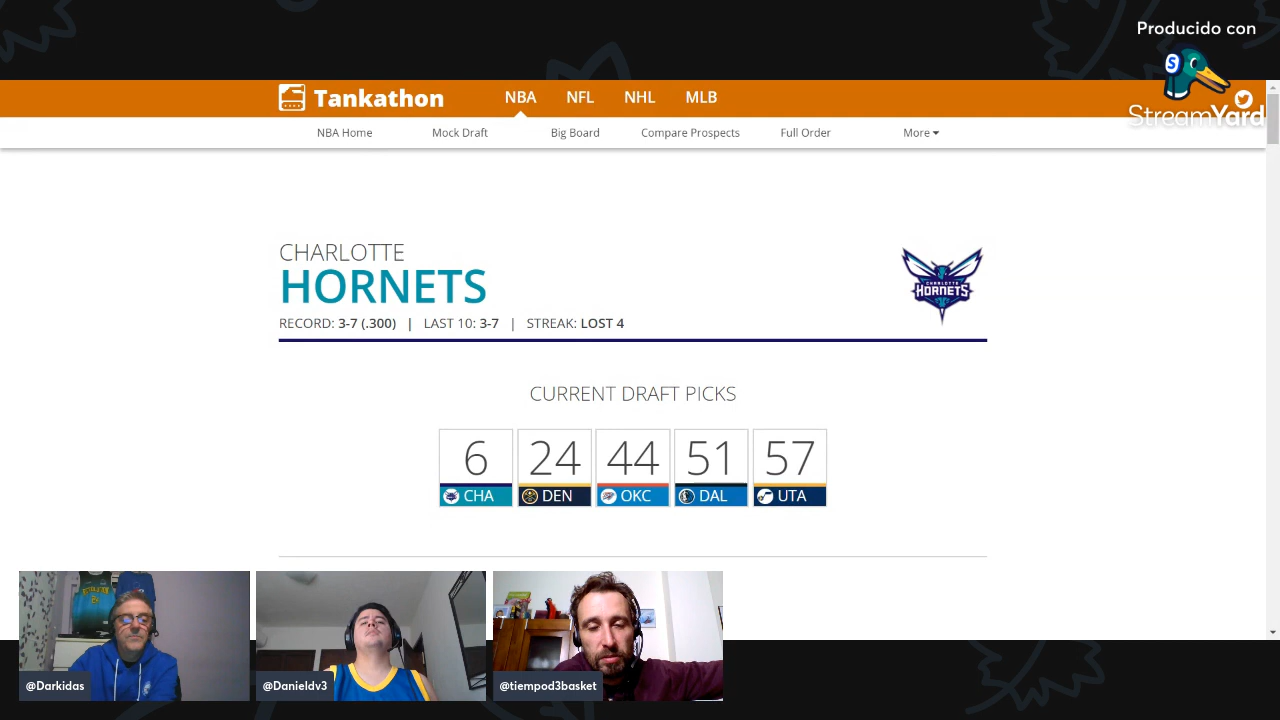 Producido con
S
StreamYard
Tankathon
NBA NFL NHL MLB
NBA Home Mock Draft Big Board Compare Prospects Full Order More
CHARLOTTE
HORNETS
CHARLOTTE
HORNETS
RECORD: 3-7 (.300) | LAST 10: 3-7 | STREAK: LOST 4
CURRENT DRAFT PICKS
6 24 44 51 57
CHA DEN OKC DAL UTA
@Darkidas @Danieldv3 @tiempod3basket